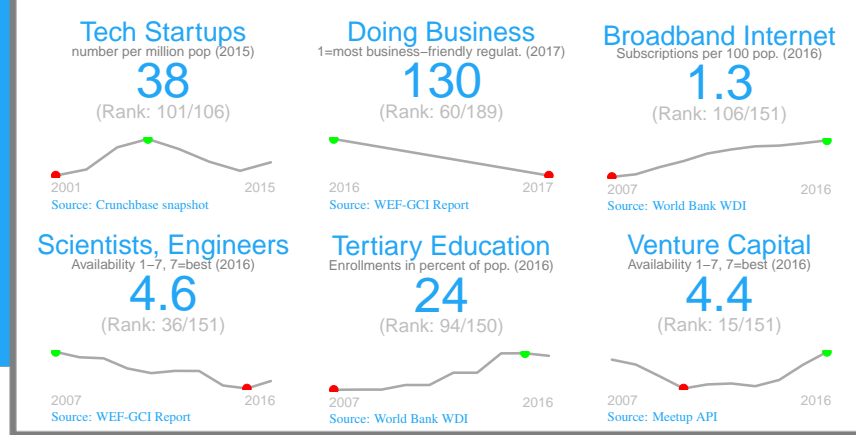 Tech Startups
number per million pop (2015)
38
(Rank: 101/106)
2001 2015
Source: Crunchbase snapshot
Doing Business
1=most business−friendly regulat. (2017)
130
(Rank: 60/189)
2016 2017
Source: WEF-GCI Report
Broadband Internet
Subscriptions per 100 pop. (2016)
1.3
(Rank: 106/151)
2007 2016
Source: World Bank WDI
Scientists, Engineers
Availability 1−7, 7=best (2016)
4.6
(Rank: 36/151)
2007 2016
Source: WEF-GCI Report
Tertiary Education
Enrollments in percent of pop. (2016)
24
(Rank: 94/150)
2007 2016
Source: World Bank WDI
Venture Capital
Availability 1−7, 7=best (2016)
4.4
(Rank: 15/151)
2007 2016
Source: Meetup API